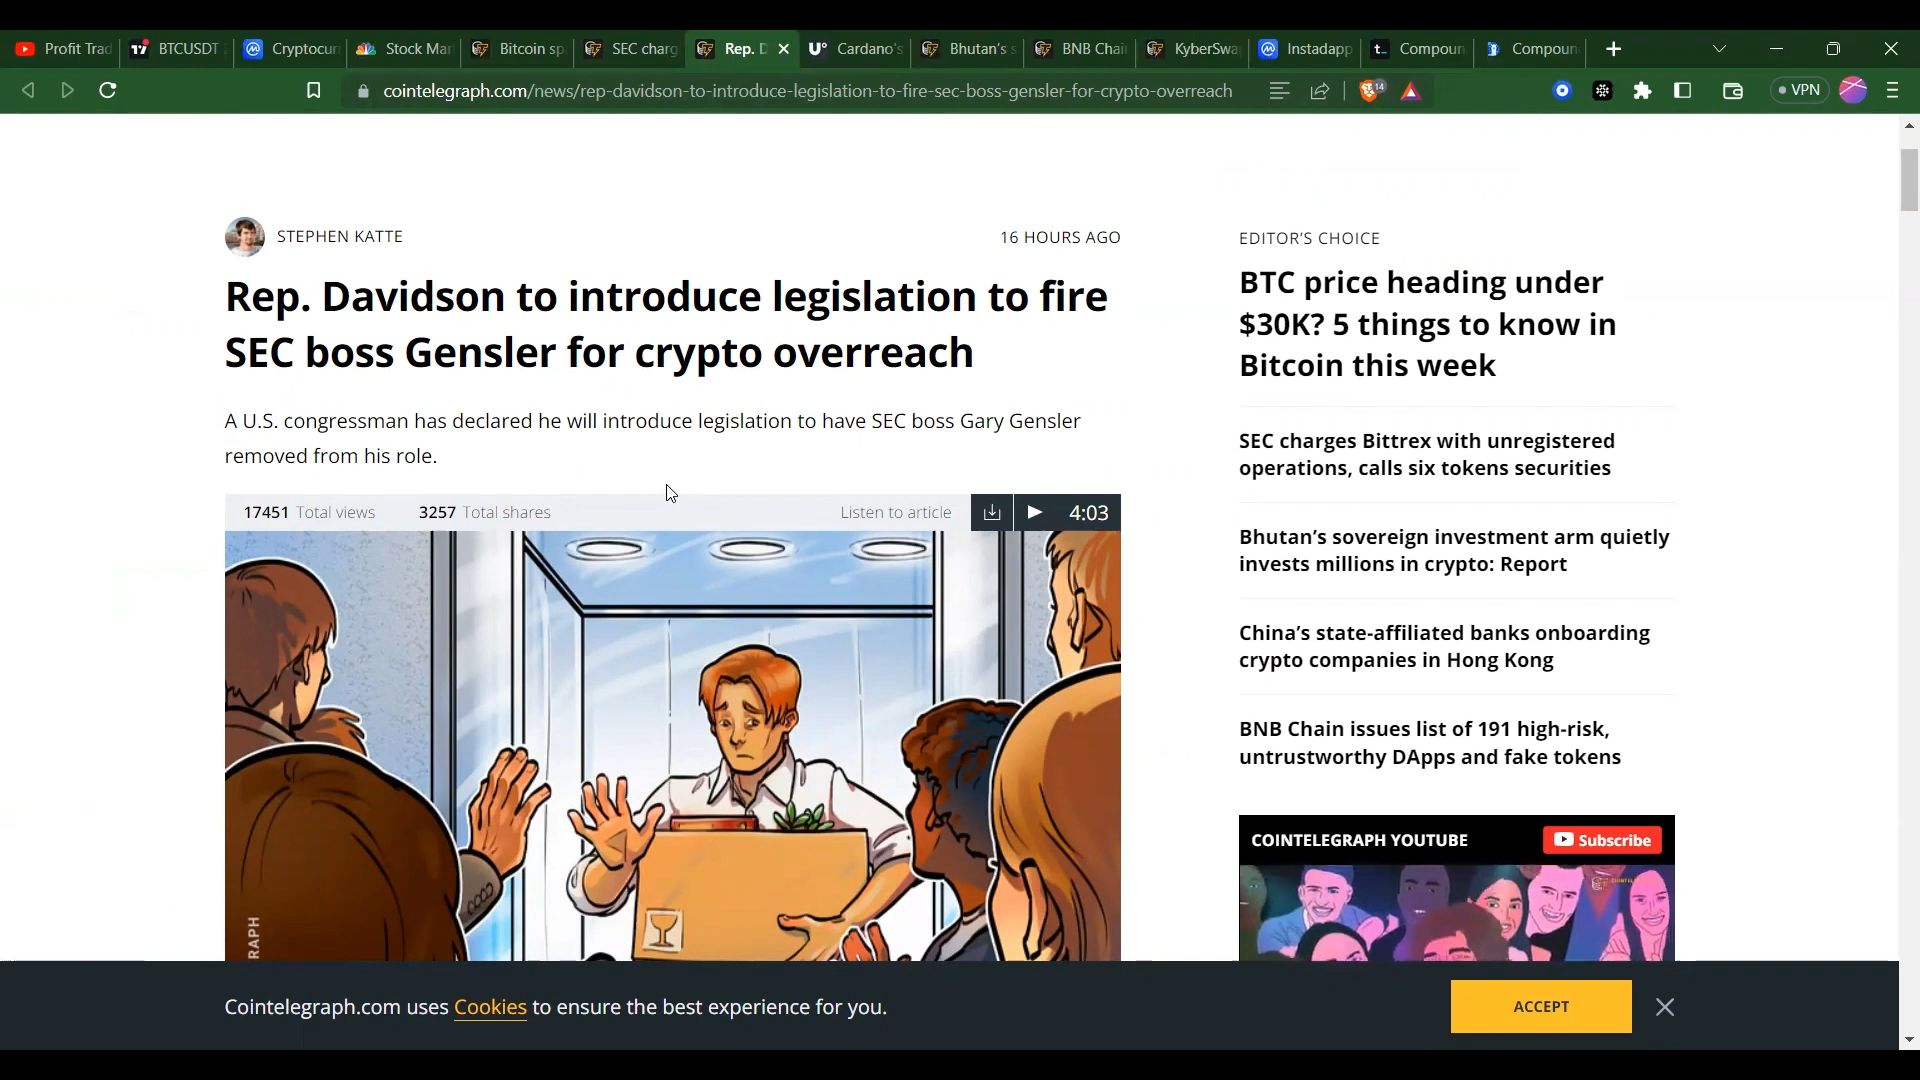 Profit Trad
BTCUSDT
Cryptocur
Stock Mar
Bitcoin sp
SEC charg
Rep. D
Cardano's
Bhutan's s
BNB Chai
KyberSwa
Instadapp
Compoun
Compoun
cointelegraph.com/news/rep-davidson-to-introduce-legislation-to-fire-sec-boss-gensler-for-crypto-overreach
14
VPN
STEPHEN KATTE
16 HOURS AGO
Rep. Davidson to introduce legislation to fire
SEC boss Gensler for crypto overreach
A U.S. congressman has declared he will introduce legislation to have SEC boss Gary Gensler
removed from his role.
17451 Total views
3257 Total shares
Listen to article
4:03
RAPH
EDITOR'S CHOICE
BTC price heading under
$30K? 5 things to know in
Bitcoin this week
SEC charges Bittrex with unregistered
operations, calls six tokens securities
Bhutan's sovereign investment arm quietly
invests millions in crypto: Report
China's state-affiliated banks onboarding
crypto companies in Hong Kong
BNB Chain issues list of 191 high-risk,
untrustworthy DApps and fake tokens
COINTELEGRAPH YOUTUBE
Subscribe
Cointelegraph.com uses Cookies to ensure the best experience for you.
ACCEPT